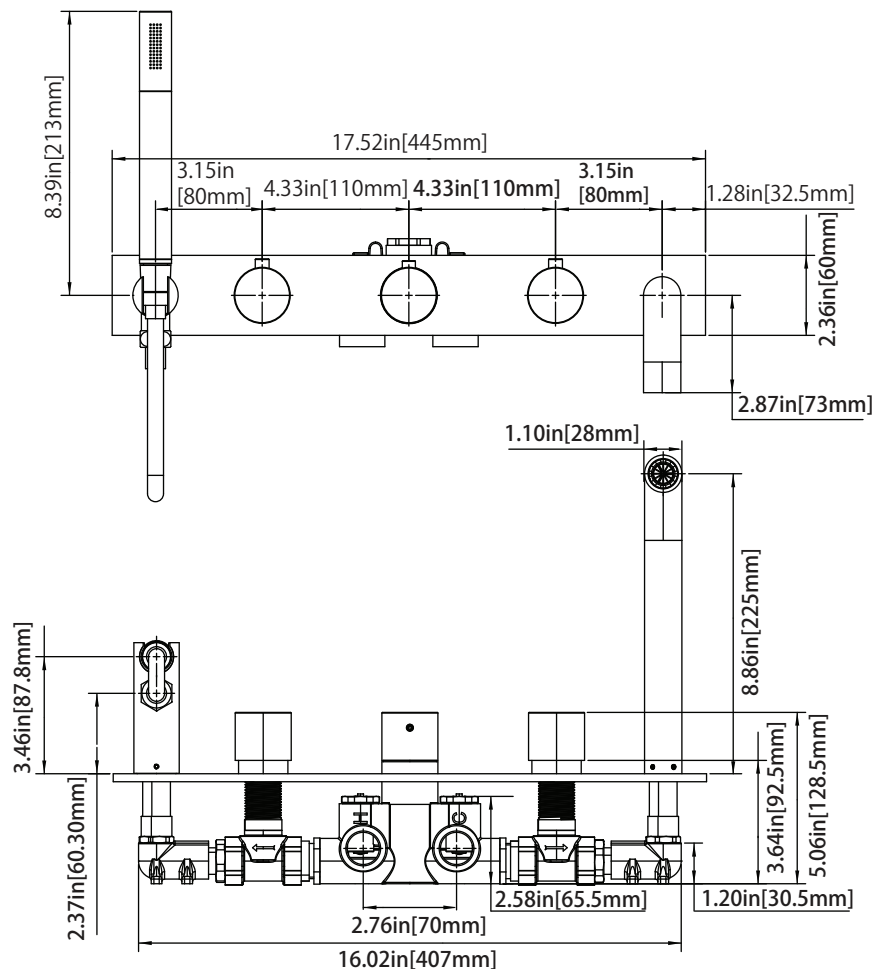 8.39in[213mm]
17.52in[445mm]
3.15in
[80mm]
4.33in[110mm]
4.33in[110mm]
3.15in
[80mm]
1.28in[32.5mm]
2.36in[60mm]
2.87in[73mm]
1.10in[28mm]
8.86in[225mm]
3.46in[87.8mm]
2.37in[60.30mm]
H
C
3.64in[92.5mm]
5.06in[128.5mm]
2.58in[65.5mm]
1.20in[30.5mm]
2.76in[70mm]
16.02in[407mm]